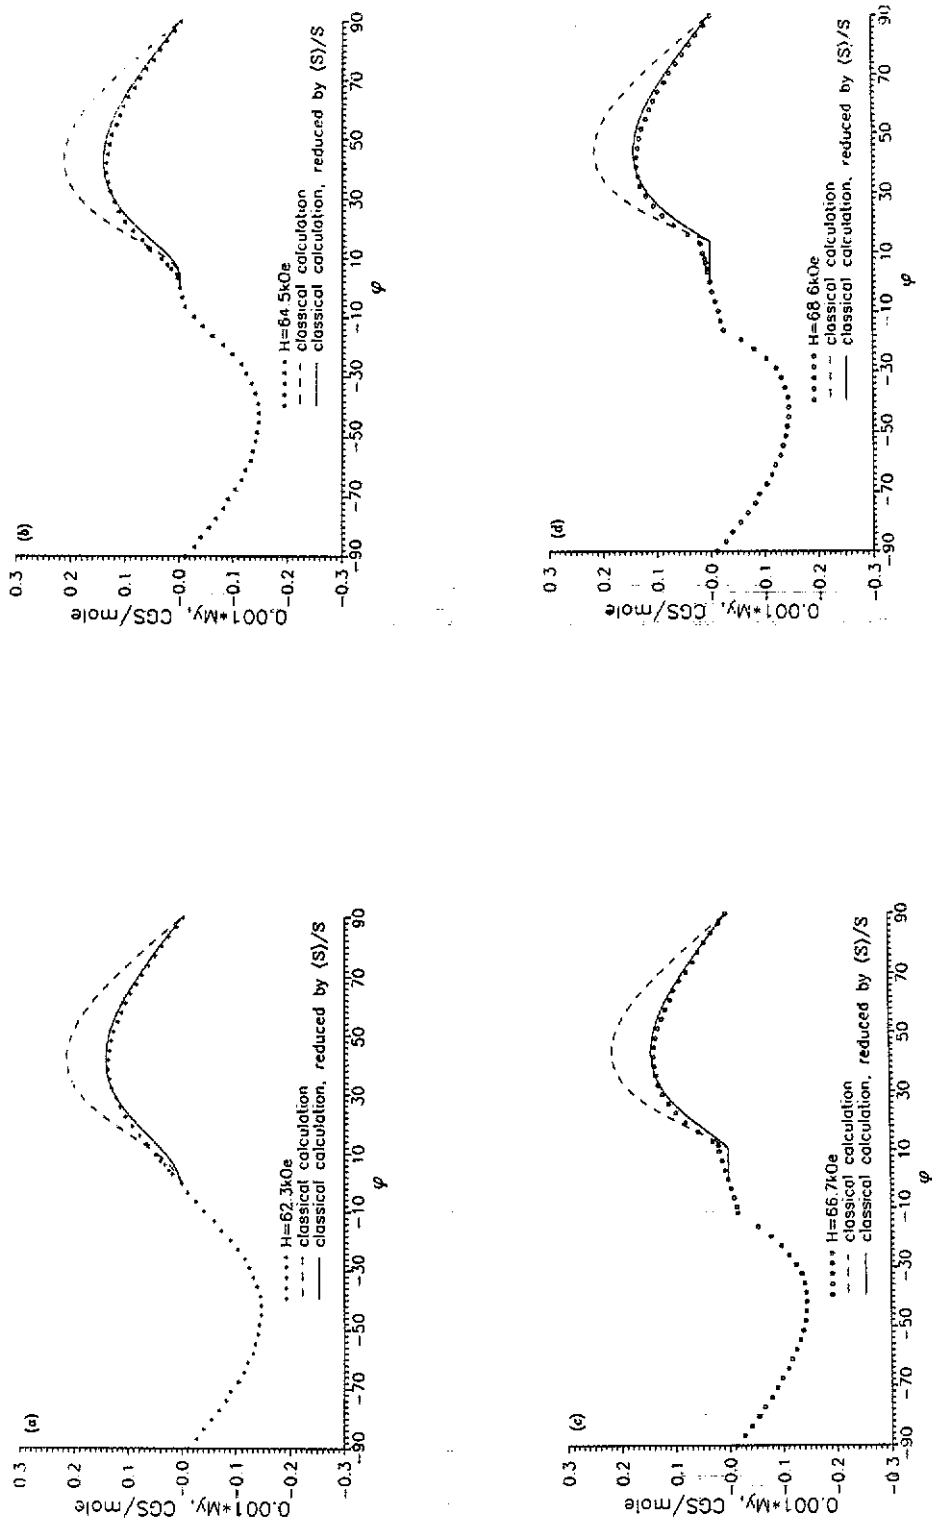 (a)
0.001*My, CGS/mole
0.3
0.2
0.1
−0.0
−0.1
−0.2
−0.3
H=62.3kOe
classical calculation
classical calculation, reduced by ⟨S⟩/S
−90 −70 −50 −30 −10 10 30 50 70 90
φ
(b)
0.001*My, CGS/mole
0.3
0.2
0.1
−0.0
−0.1
−0.2
−0.3
H=64.5kOe
classical calculation
classical calculation, reduced by ⟨S⟩/S
−90 −70 −50 −30 −10 10 30 50 70 90
φ
(c)
0.001*My, CGS/mole
0.3
0.2
0.1
−0.0
−0.1
−0.2
−0.3
H=66.7kOe
classical calculation
classical calculation, reduced by ⟨S⟩/S
−90 −70 −50 −30 −10 10 30 50 70 90
φ
(d)
0.001*My, CGS/mole
0.3
0.2
0.1
−0.0
−0.1
−0.2
−0.3
H=68.6kOe
classical calculation
classical calculation, reduced by ⟨S⟩/S
−90 −70 −50 −30 −10 10 30 50 70 90
φ